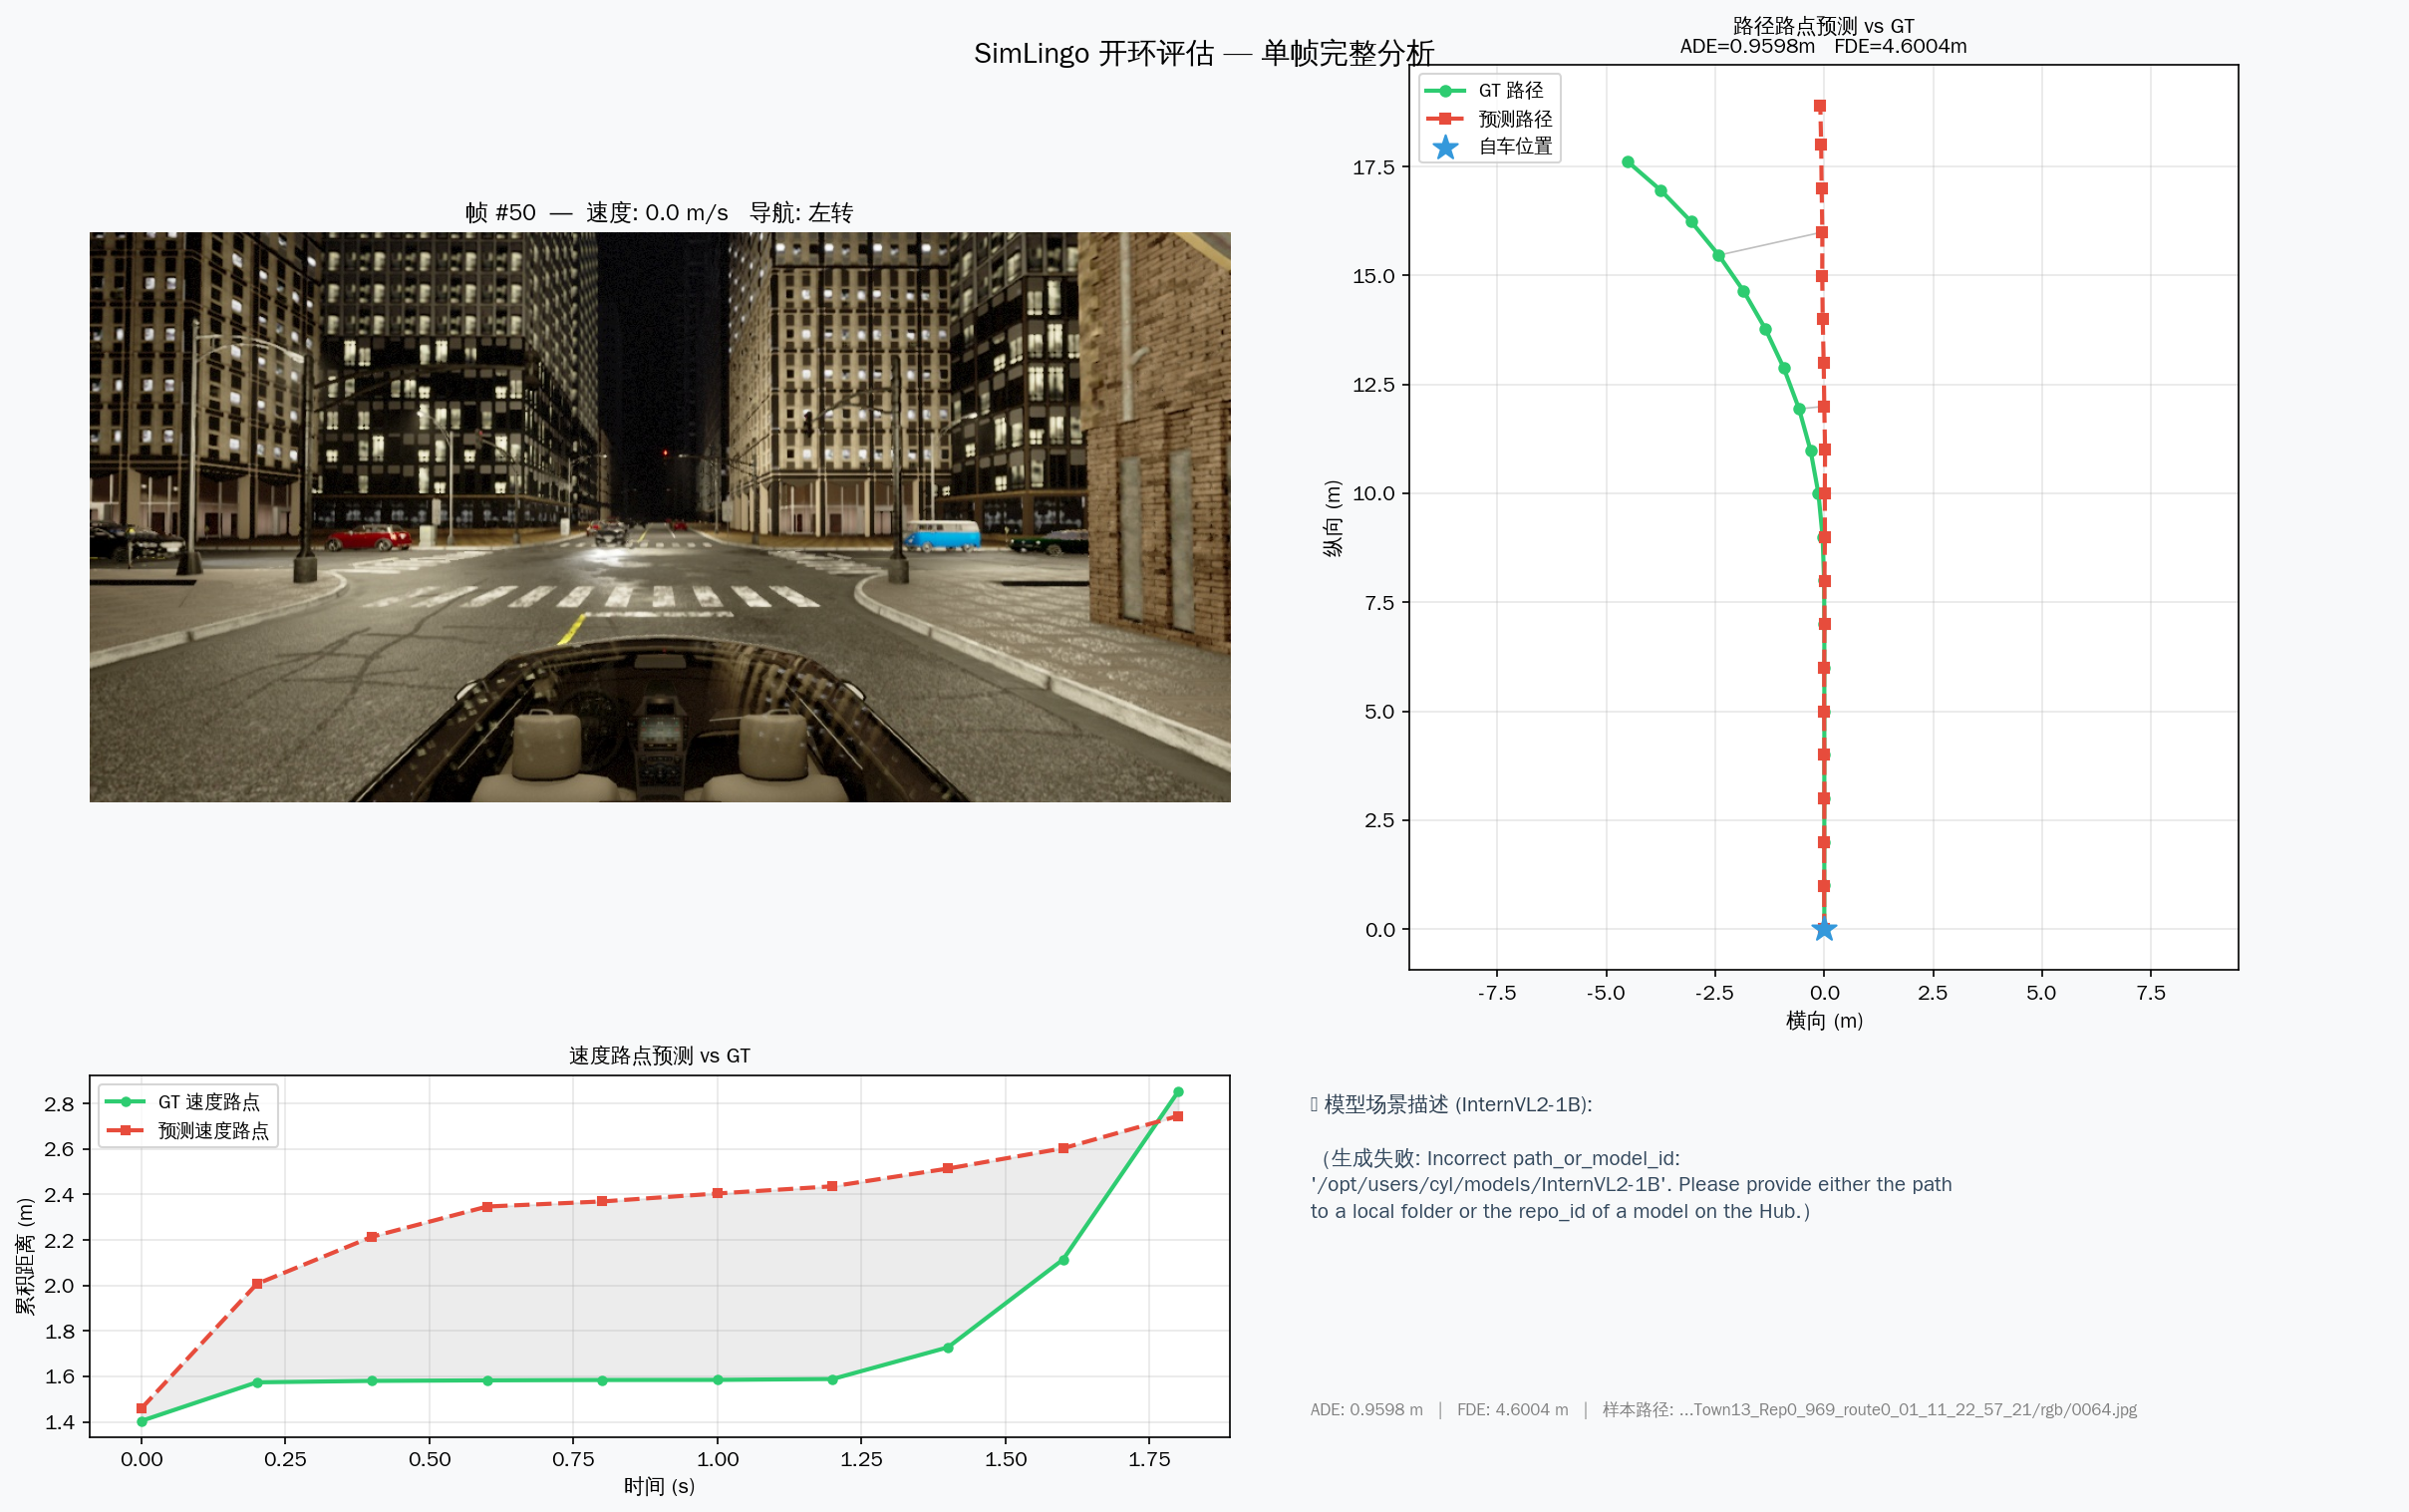 SimLingo 开环评估 — 单帧完整分析
帧 #50 — 速度: 0.0 m/s 导航: 左转
路径路点预测 vs GT
ADE=0.9598m FDE=4.6004m
GT 路径
预测路径
自车位置
纵向 (m)
17.5
15.0
12.5
10.0
7.5
5.0
2.5
0.0
-7.5 -5.0 -2.5 0.0 2.5 5.0 7.5
横向 (m)
速度路点预测 vs GT
GT 速度路点
预测速度路点
累积距离 (m)
2.8
2.6
2.4
2.2
2.0
1.8
1.6
1.4
0.00 0.25 0.50 0.75 1.00 1.25 1.50 1.75
时间 (s)
模型场景描述 (InternVL2-1B):
（生成失败: Incorrect path_or_model_id:
'/opt/users/cyl/models/InternVL2-1B'. Please provide either the path
to a local folder or the repo_id of a model on the Hub.）
ADE: 0.9598 m | FDE: 4.6004 m | 样本路径: ...Town13_Rep0_969_route0_01_11_22_57_21/rgb/0064.jpg